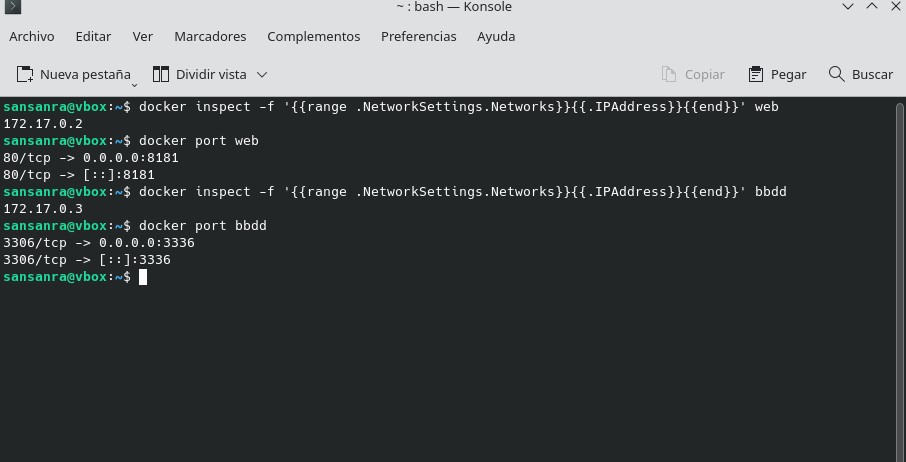 ~ : bash — Konsole
Archivo Editar Ver Marcadores Complementos Preferencias Ayuda
Nueva pestaña Dividir vista Copiar Pegar Buscar
sansanra@vbox:~$ docker inspect -f '{{range .NetworkSettings.Networks}}{{.IPAddress}}{{end}}' web
172.17.0.2
sansanra@vbox:~$ docker port web
80/tcp -> 0.0.0.0:8181
80/tcp -> [::]:8181
sansanra@vbox:~$ docker inspect -f '{{range .NetworkSettings.Networks}}{{.IPAddress}}{{end}}' bbdd
172.17.0.3
sansanra@vbox:~$ docker port bbdd
3306/tcp -> 0.0.0.0:3336
3306/tcp -> [::]:3336
sansanra@vbox:~$